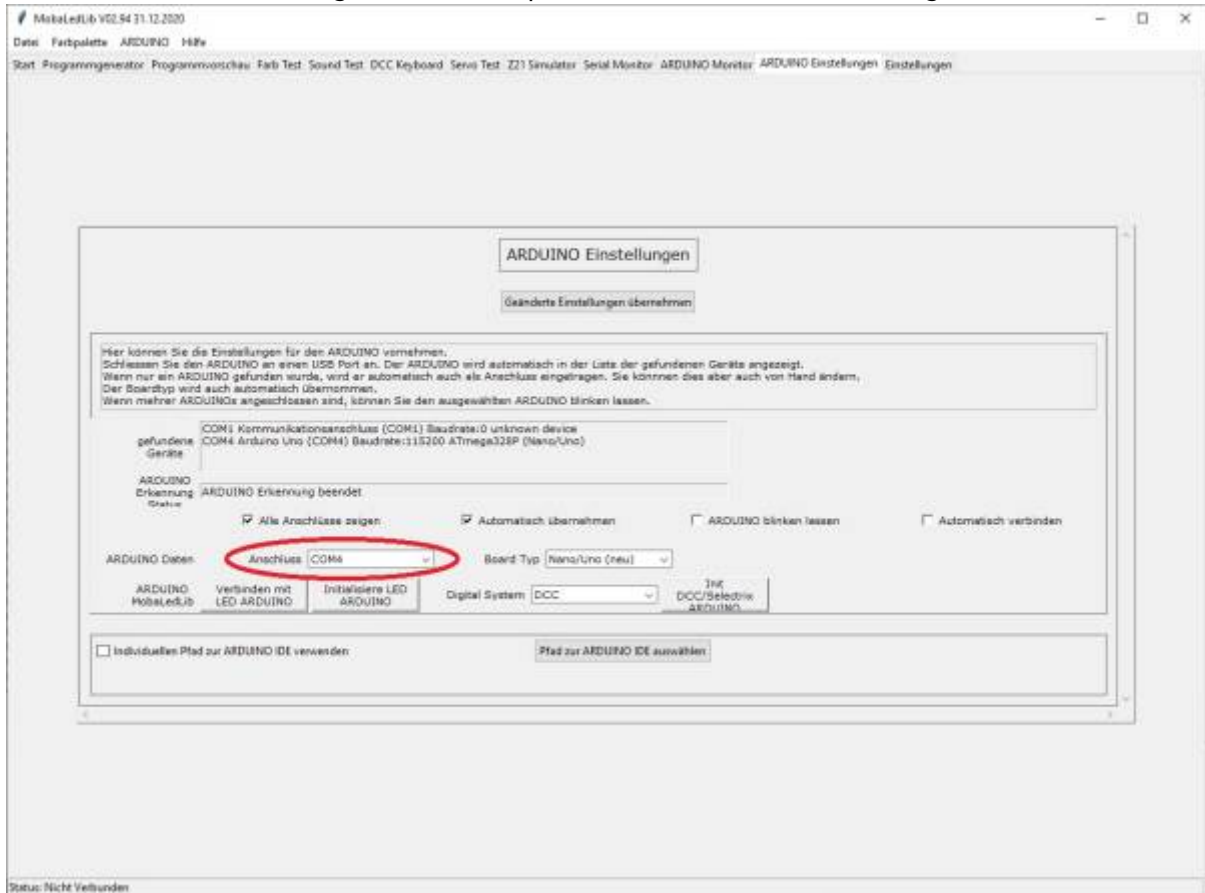 MobaLedLib V02.94 31.12.2020
Datei Farbpalette ARDUINO Hilfe
Start Programmgenerator Programmvorschau Farb Test Sound Test DCC Keyboard Servo Test Z21 Simulator Serial Monitor ARDUINO Monitor ARDUINO Einstellungen Einstellungen
ARDUINO Einstellungen
Geänderte Einstellungen übernehmen
Hier können Sie die Einstellungen für den ARDUINO vornehmen.
Schliessen Sie den ARDUINO an einen USB Port an. Der ARDUINO wird automatisch in der Liste der gefundenen Geräte angezeigt.
Wenn nur ein ARDUINO gefunden wurde, wird er automatisch auch als Anschluss eingetragen. Sie könnnen dies aber auch von Hand ändern.
Der Boardtyp wird auch automatisch übernommen.
Wenn mehrer ARDUINOs angeschlossen sind, können Sie den ausgewählten ARDUINO blinken lassen.
gefundene
Geräte
COM1 Kommunikationsanschluss (COM1) Baudrate:0 unknown device
COM4 Arduino Uno (COM4) Baudrate:115200 ATmega328P (Nano/Uno)
ARDUINO
Erkennung
Status
ARDUINO Erkennung beendet
Alle Anschlüsse zeigen Automatisch übernehmen ARDUINO blinken lassen Automatisch verbinden
ARDUINO Daten Anschluss COM4 Board Typ Nano/Uno (neu)
ARDUINO
MobaLedLib
Verbinden mit
LED ARDUINO
Initialisiere LED
ARDUINO
Digital System DCC
Init
DCC/Selectrix
ARDUINO
Individuellen Pfad zur ARDUINO IDE verwenden Pfad zur ARDUINO IDE auswählen
Status: Nicht Verbunden